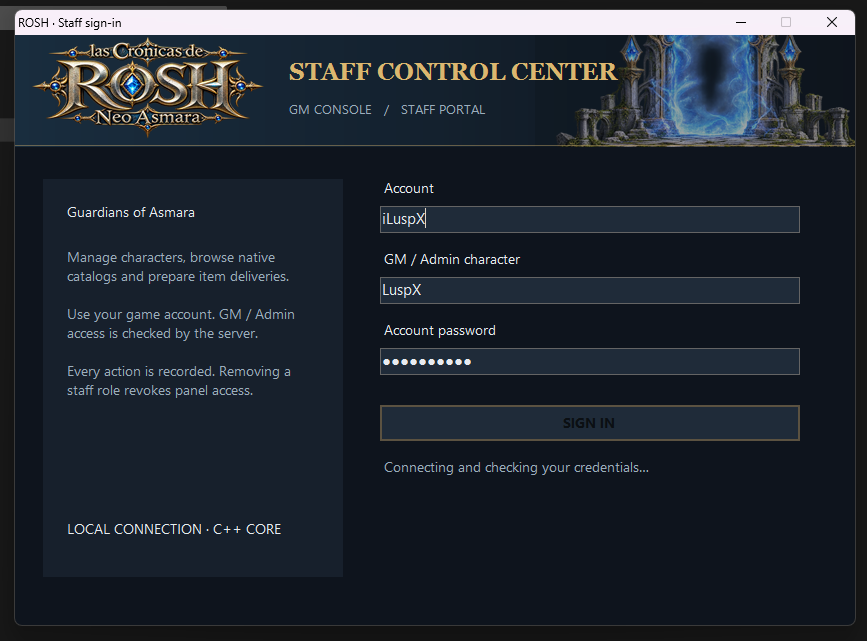 ROSH · Staff sign-in
las Crónicas de
ROSH
Neo Asmara
STAFF CONTROL CENTER
GM CONSOLE / STAFF PORTAL
Guardians of Asmara
Manage characters, browse native
catalogs and prepare item deliveries.
Use your game account. GM / Admin
access is checked by the server.
Every action is recorded. Removing a
staff role revokes panel access.
LOCAL CONNECTION · C++ CORE
Account
iLuspX
GM / Admin character
LuspX
Account password
●●●●●●●●●●
SIGN IN
Connecting and checking your credentials...